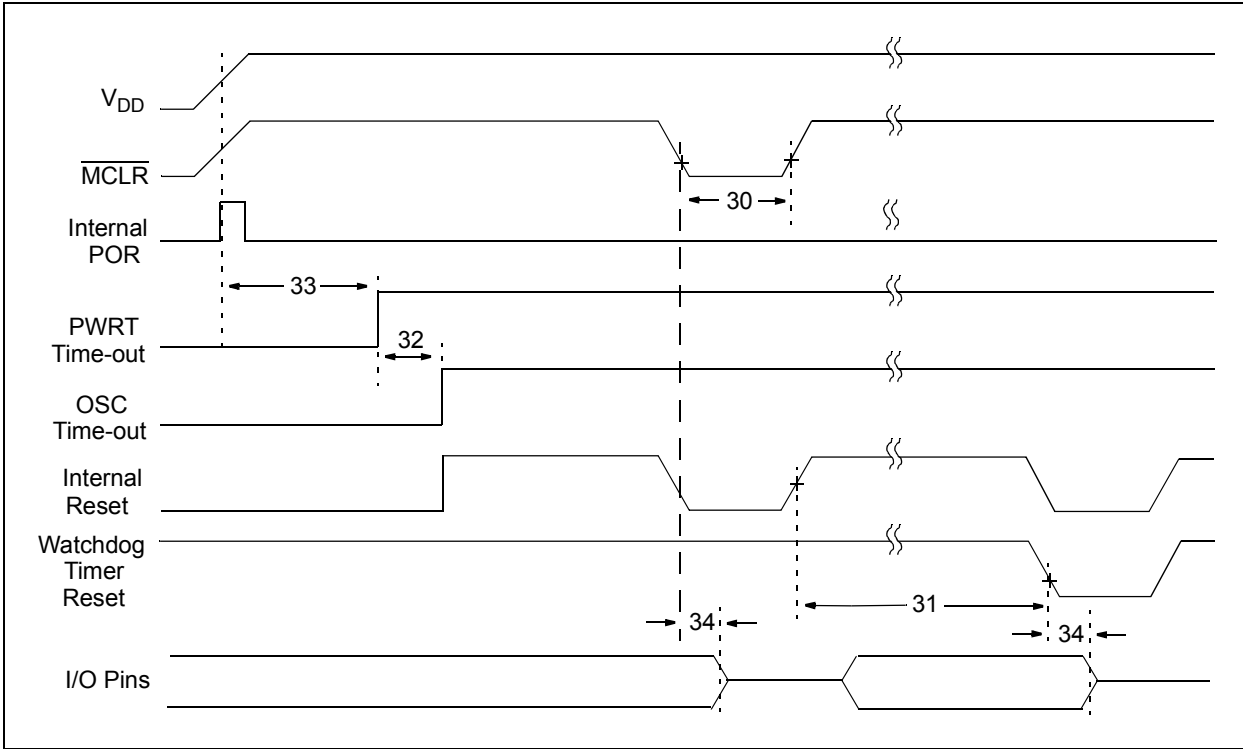 VDD
MCLR
30
Internal
POR
33
PWRT
Time-out
32
OSC
Time-out
Internal
Reset
Watchdog
Timer
Reset
31
34
34
I/O Pins